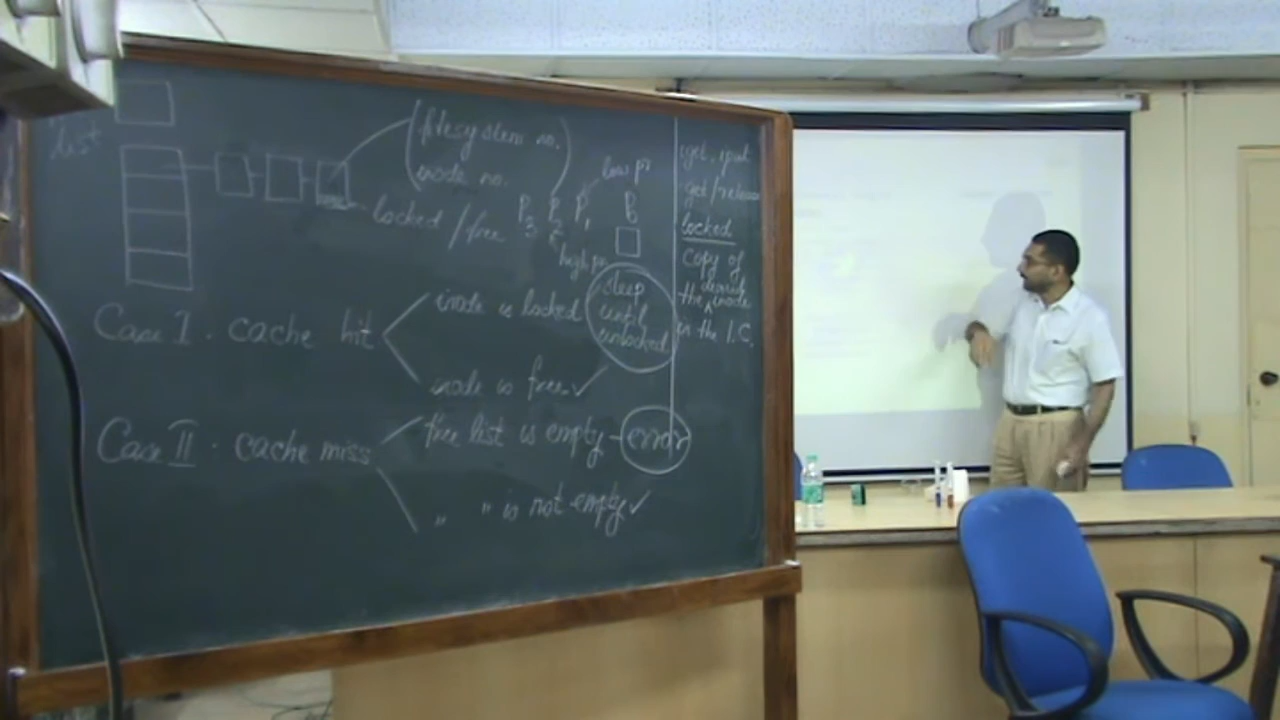 list
filesystem no.
inode no.
locked / free
P3 P2 P1
low pr
high pr
Case I . cache hit
inode is locked
sleep
until
unlocked
inode is free ✓
Case II . cache miss
free list is empty - error
" " is not empty ✓
iget, iput
get/release
locked
copy of
the inode
in the I.C.